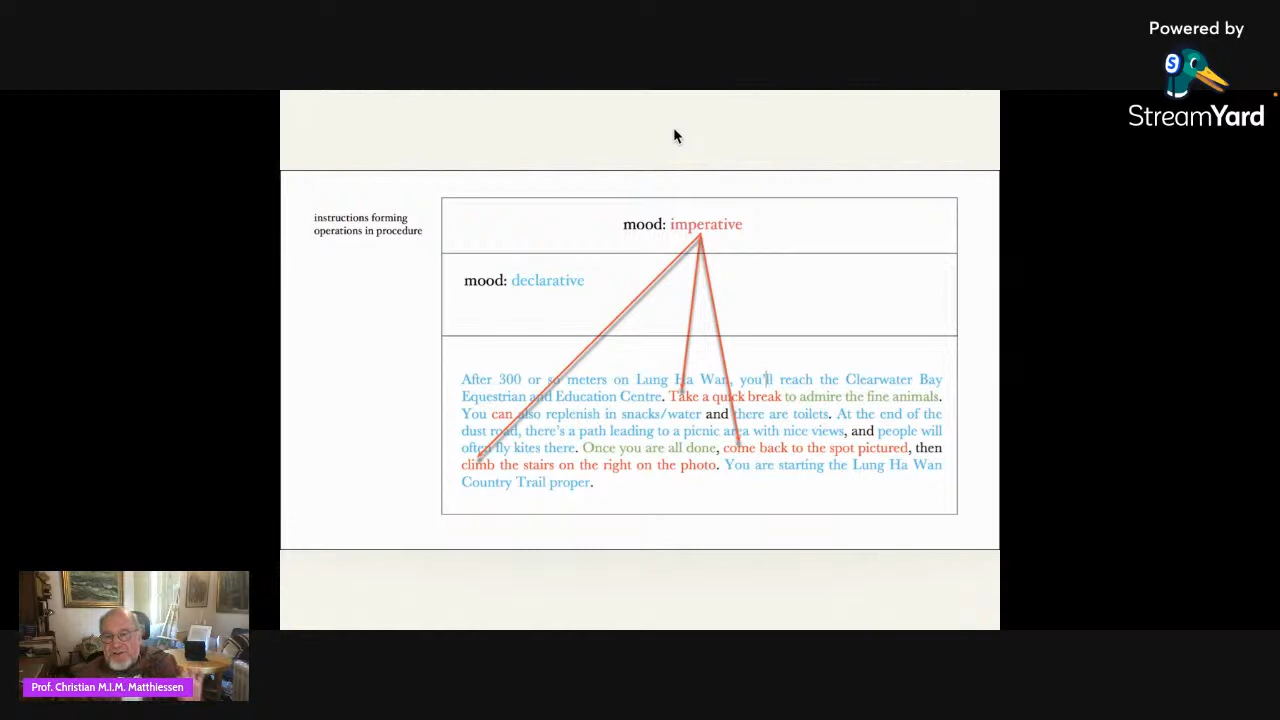 Powered by
S
StreamYard
instructions forming
operations in procedure
mood: imperative
mood: declarative
After 300 or so meters on Lung Ha Wan, you'll reach the Clearwater Bay
Equestrian and Education Centre. Take a quick break to admire the fine animals.
You can also replenish in snacks/water and there are toilets. At the end of the
dust road, there's a path leading to a picnic area with nice views, and people will
often fly kites there. Once you are all done, come back to the spot pictured, then
climb the stairs on the right on the photo. You are starting the Lung Ha Wan
Country Trail proper.
Prof. Christian M.I.M. Matthiessen